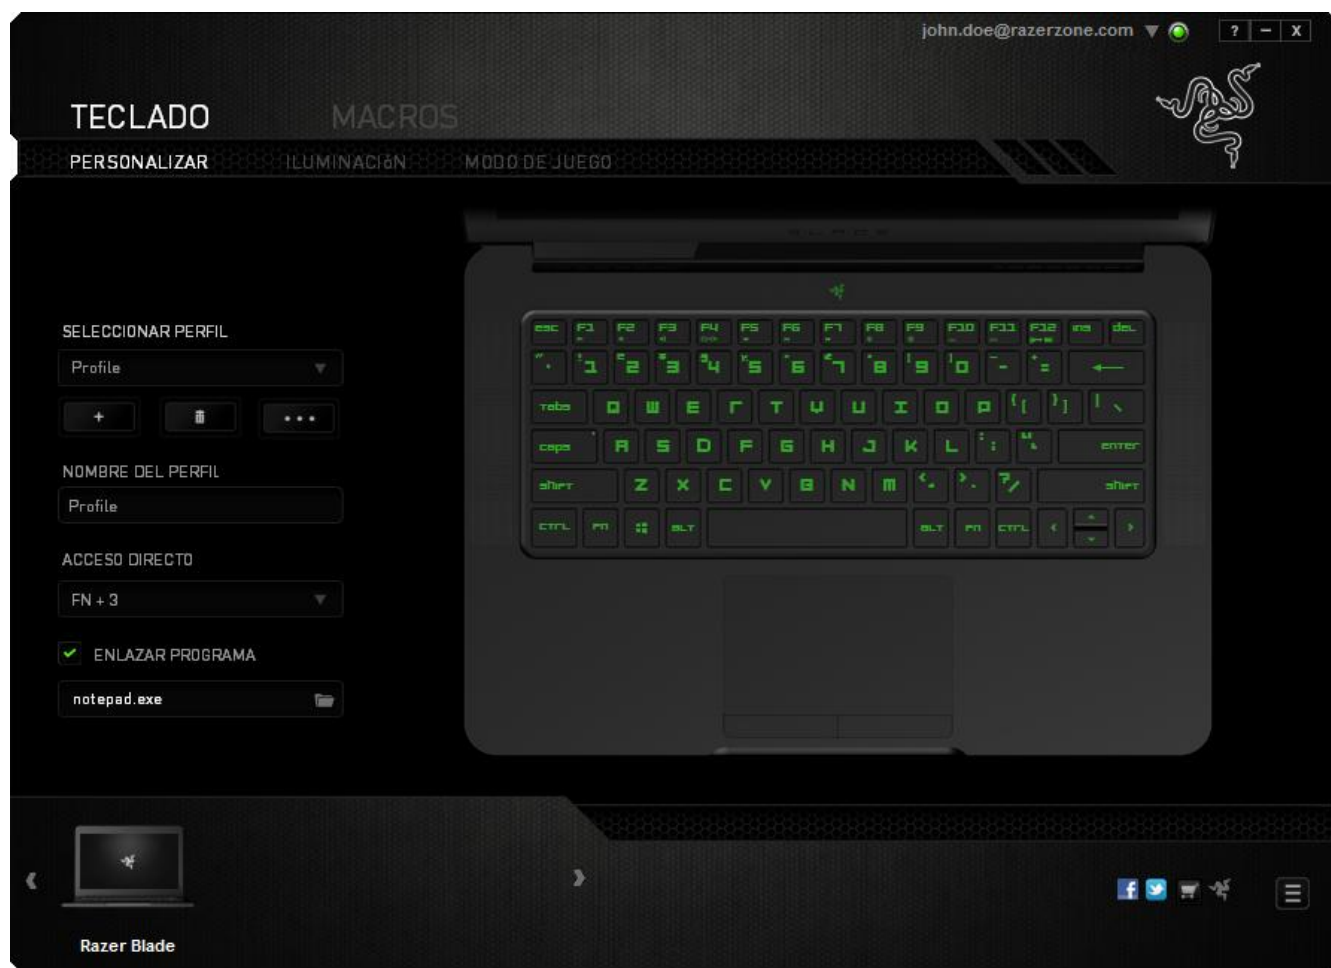 john.doe@razerzone.com
? – X
TECLADO MACROS
PERSONALIZAR ILUMINACIóN MODO DE JUEGO
SELECCIONAR PERFIL
Profile
+ •••
NOMBRE DEL PERFIL
Profile
ACCESO DIRECTO
FN + 3
ENLAZAR PROGRAMA
notepad.exe
esc F1 F2 F3 F4 F5 F6 F7 F8 F9 F10 F11 F12 ins del
1 2 3 4 5 6 7 8 9 0 - =
Tabs Q W E R T Y U I O P { [ } ] | \
caps A S D F G H J K L : ; enter
shift Z X C V B N M < , > . ? / shift
CTRL FN ALT ALT FN CTRL
Razer Blade